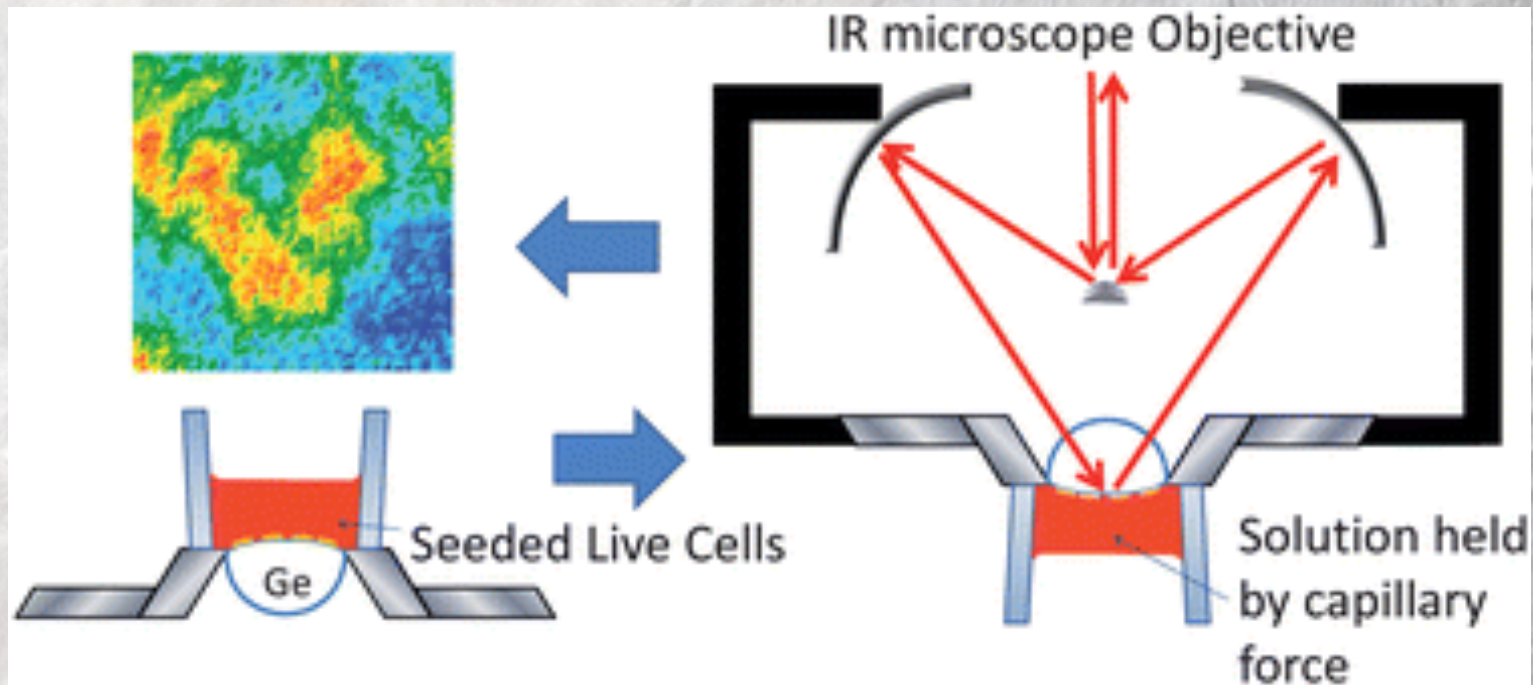 IR microscope Objective
Seeded Live Cells
Ge
Solution held
by capillary
force